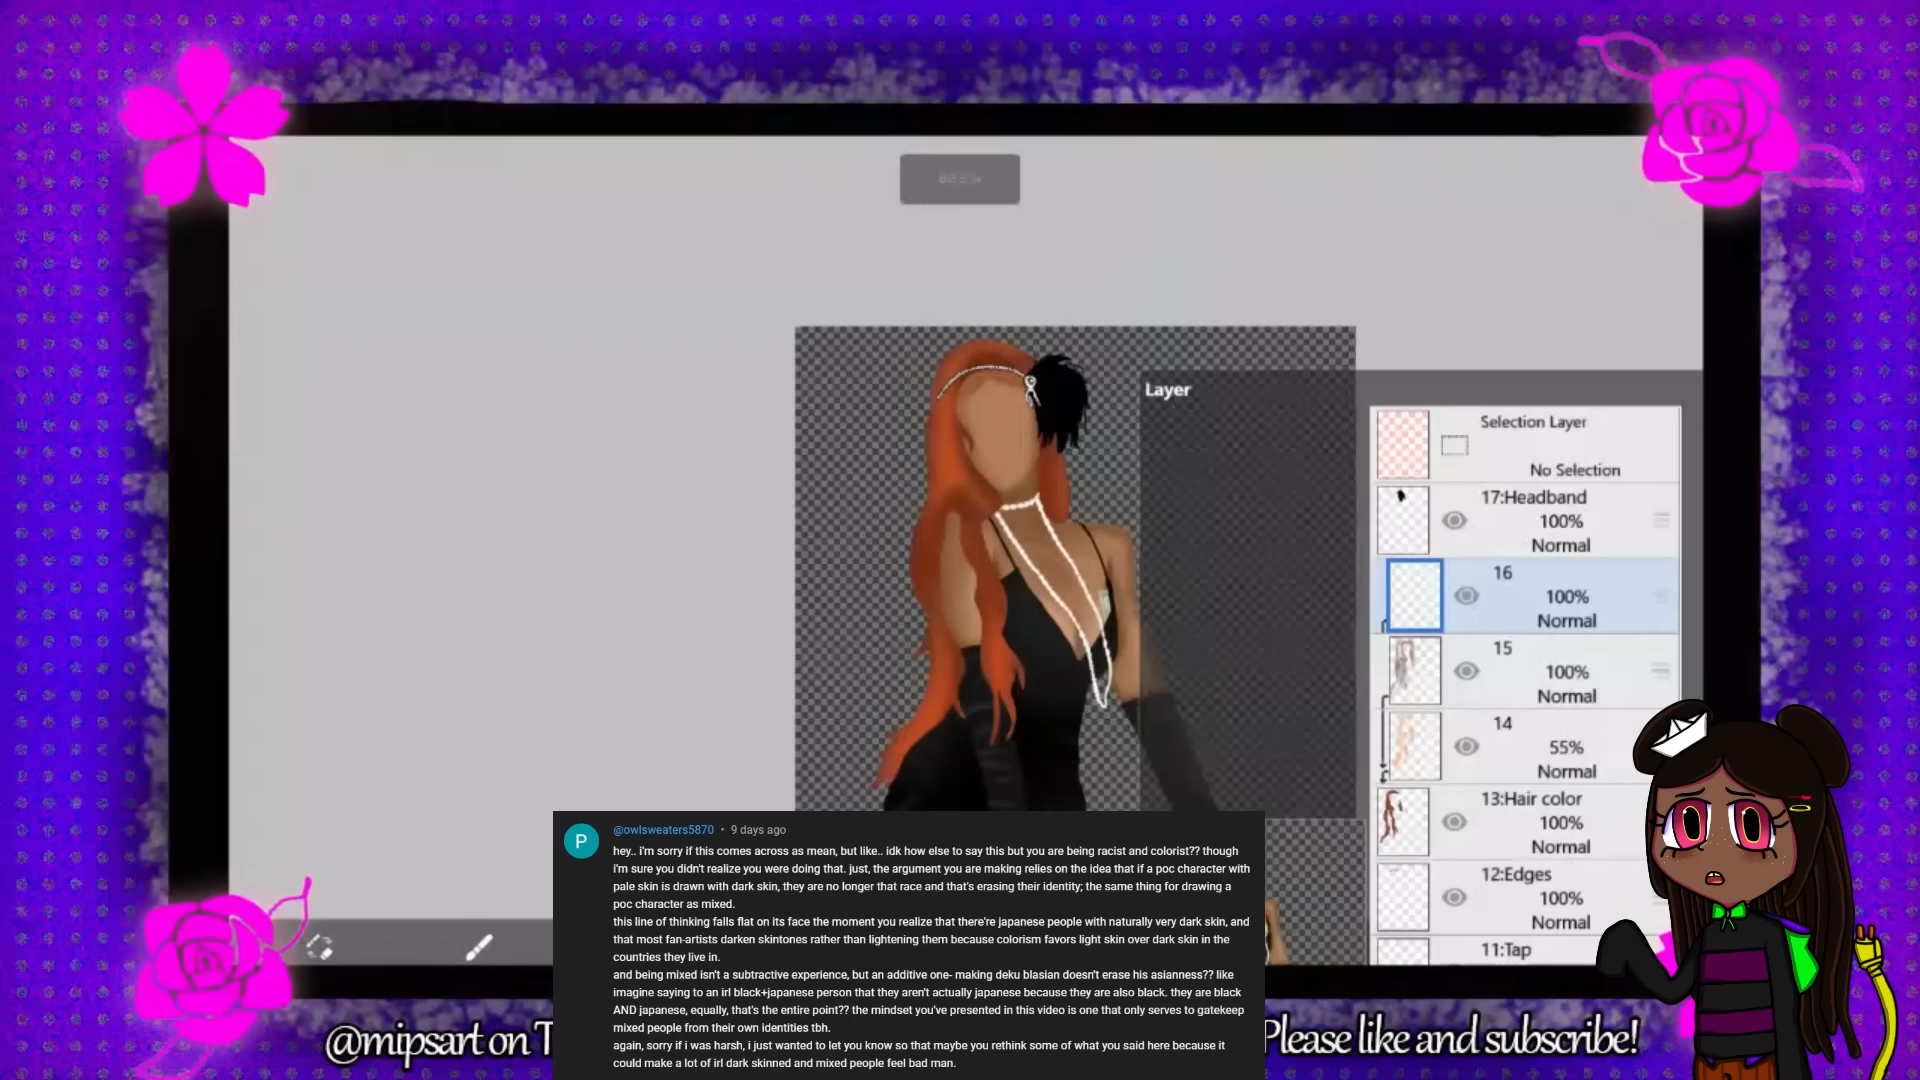 Layer
Selection Layer
No Selection
17:Headband
100%
Normal
16
100%
Normal
15
100%
Normal
14
55%
Normal
13:Hair color
100%
Normal
12:Edges
100%
Normal
11:Tap
P
@owlsweaters5870 • 9 days ago
hey.. i'm sorry if this comes across as mean, but like.. idk how else to say this but you are being racist and colorist?? though
i'm sure you didn't realize you were doing that. just, the argument you are making relies on the idea that if a poc character with
pale skin is drawn with dark skin, they are no longer that race and that's erasing their identity; the same thing for drawing a
poc character as mixed.
this line of thinking falls flat on its face the moment you realize that there're japanese people with naturally very dark skin, and
that most fan-artists darken skintones rather than lightening them because colorism favors light skin over dark skin in the
countries they live in.
and being mixed isn't a subtractive experience, but an additive one- making deku blasian doesn't erase his asianness?? like
imagine saying to an irl black+japanese person that they aren't actually japanese because they are also black. they are black
AND japanese, equally, that's the entire point?? the mindset you've presented in this video is one that only serves to gatekeep
mixed people from their own identities tbh.
again, sorry if i was harsh, i just wanted to let you know so that maybe you rethink some of what you said here because it
could make a lot of irl dark skinned and mixed people feel bad man.
@mipsart on T
Please like and subscribe!